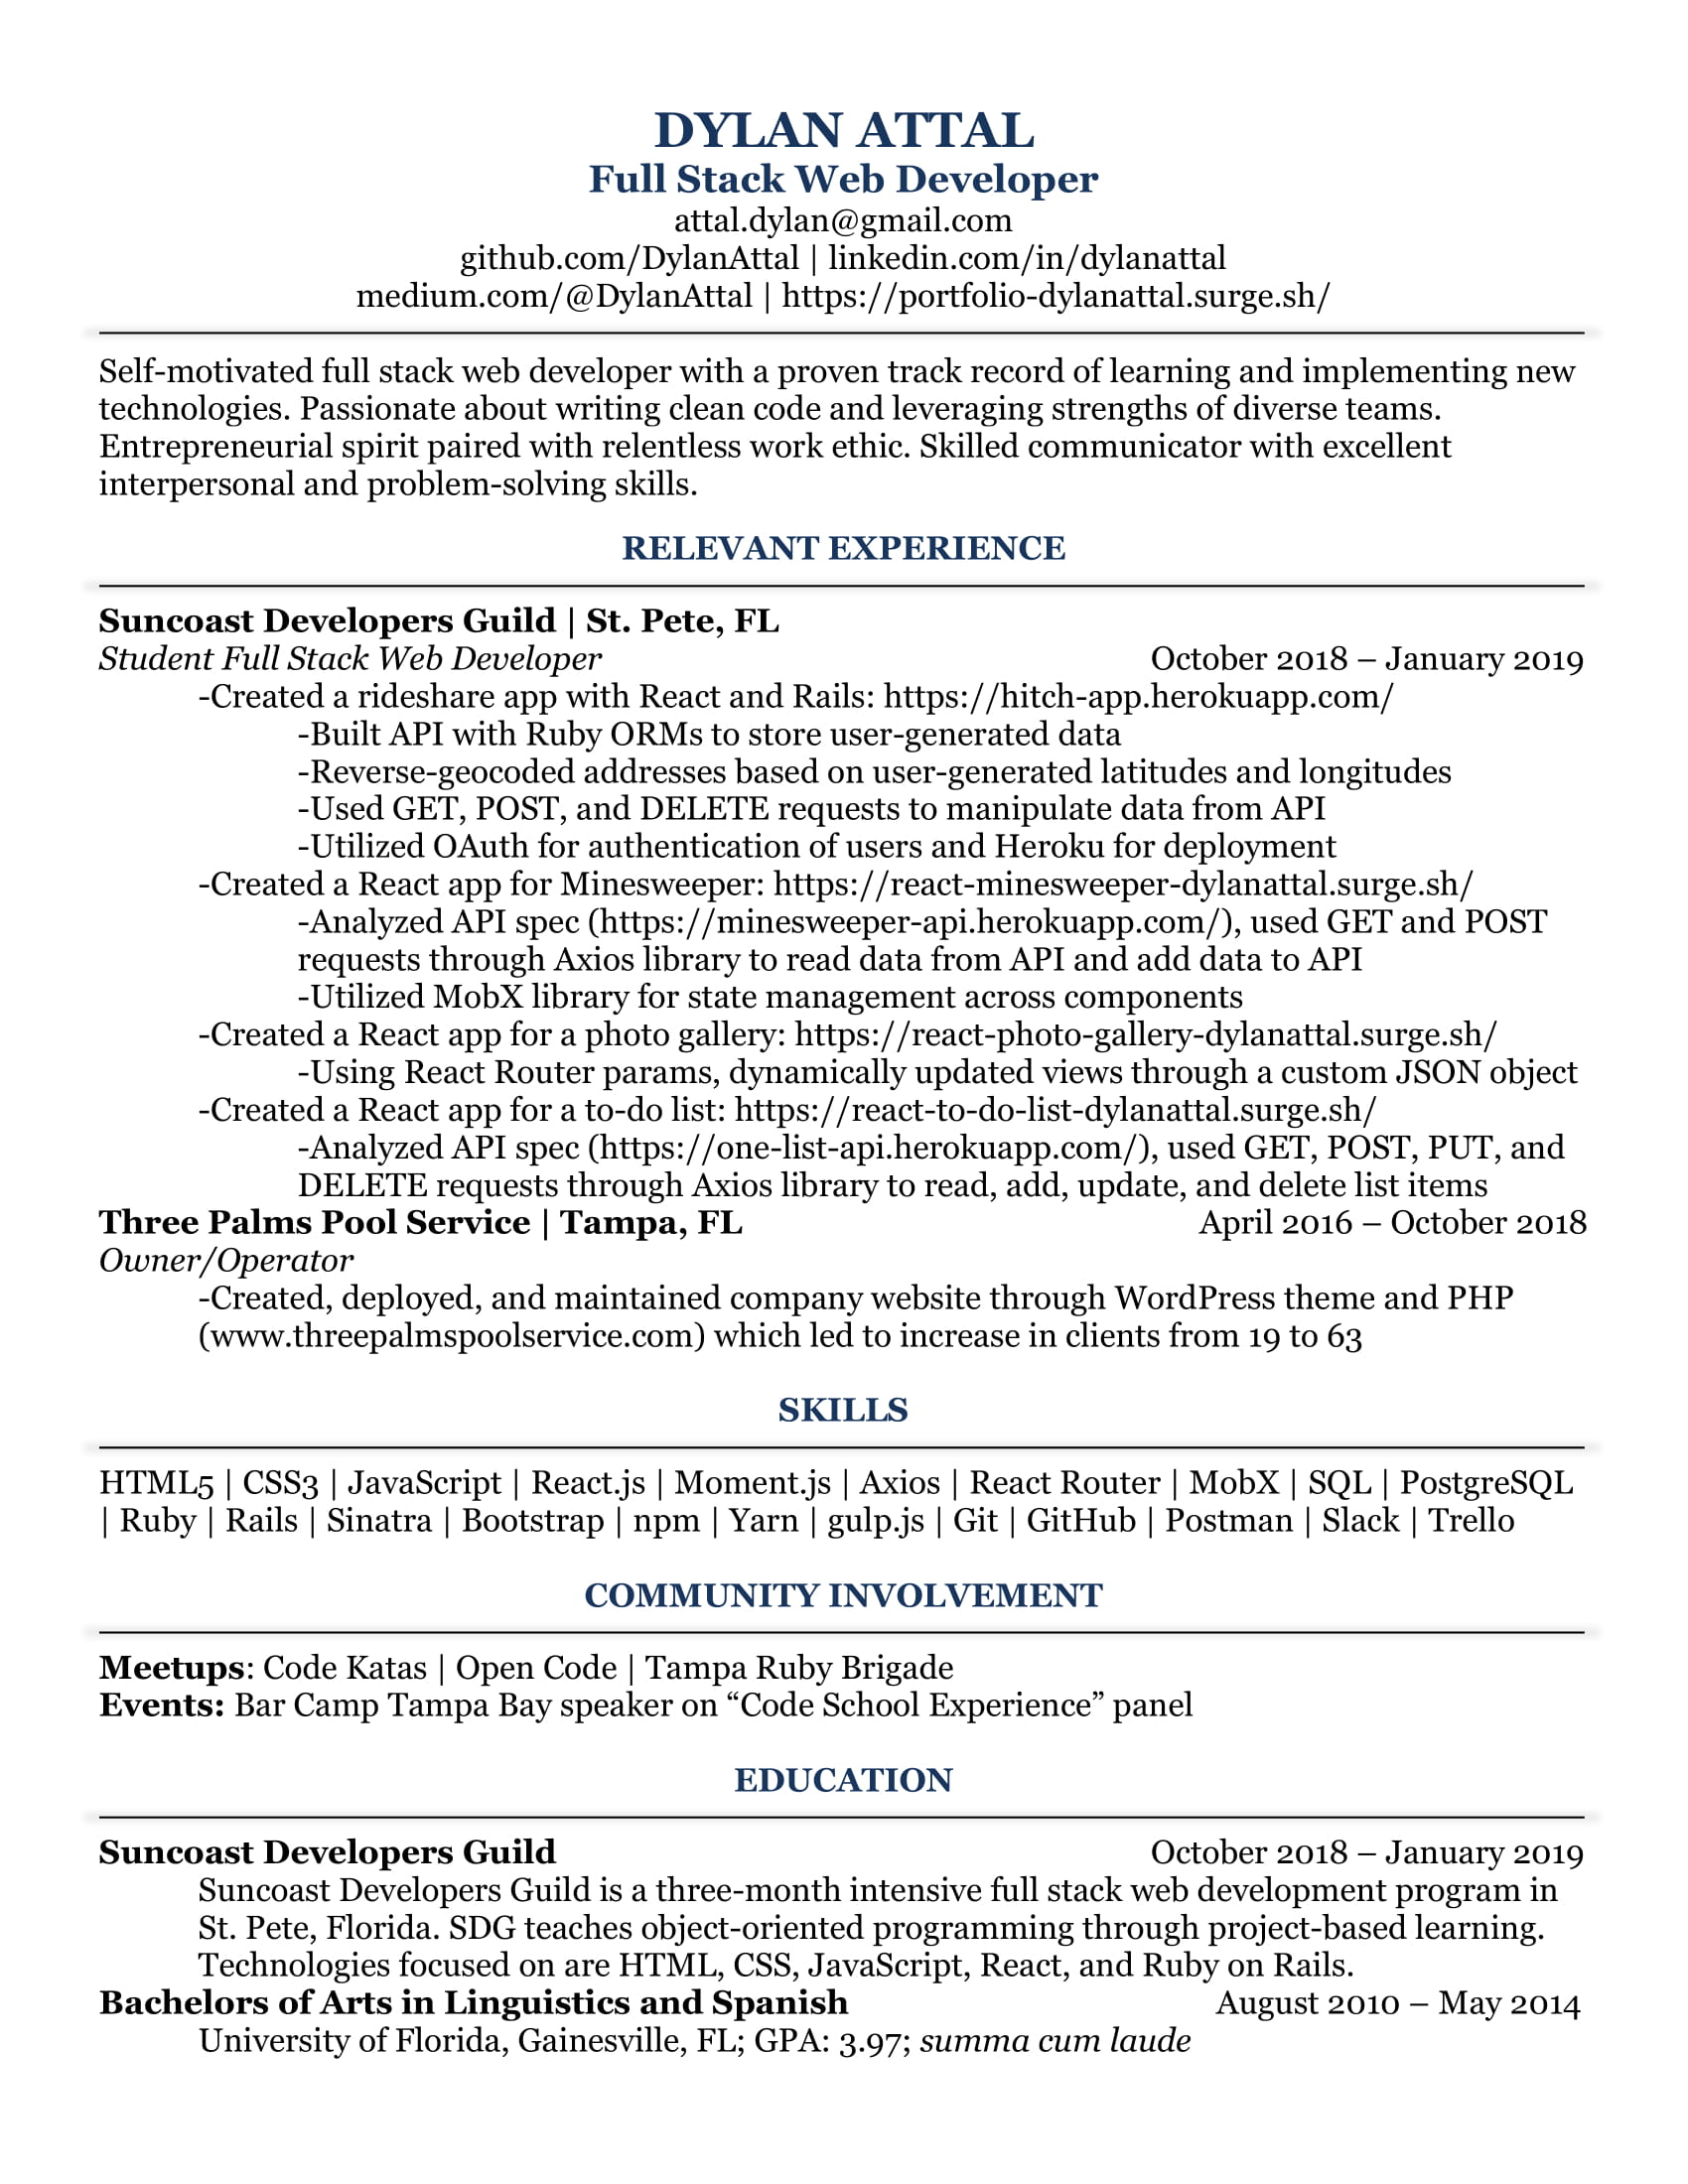 DYLAN ATTAL
Full Stack Web Developer
attal.dylan@gmail.com
github.com/DylanAttal | linkedin.com/in/dylanattal
medium.com/@DylanAttal | https://portfolio-dylanattal.surge.sh/
Self-motivated full stack web developer with a proven track record of learning and implementing new
technologies. Passionate about writing clean code and leveraging strengths of diverse teams.
Entrepreneurial spirit paired with relentless work ethic. Skilled communicator with excellent
interpersonal and problem-solving skills.
RELEVANT EXPERIENCE
Suncoast Developers Guild | St. Pete, FL
Student Full Stack Web Developer October 2018 – January 2019
-Created a rideshare app with React and Rails: https://hitch-app.herokuapp.com/
-Built API with Ruby ORMs to store user-generated data
-Reverse-geocoded addresses based on user-generated latitudes and longitudes
-Used GET, POST, and DELETE requests to manipulate data from API
-Utilized OAuth for authentication of users and Heroku for deployment
-Created a React app for Minesweeper: https://react-minesweeper-dylanattal.surge.sh/
-Analyzed API spec (https://minesweeper-api.herokuapp.com/), used GET and POST
requests through Axios library to read data from API and add data to API
-Utilized MobX library for state management across components
-Created a React app for a photo gallery: https://react-photo-gallery-dylanattal.surge.sh/
-Using React Router params, dynamically updated views through a custom JSON object
-Created a React app for a to-do list: https://react-to-do-list-dylanattal.surge.sh/
-Analyzed API spec (https://one-list-api.herokuapp.com/), used GET, POST, PUT, and
DELETE requests through Axios library to read, add, update, and delete list items
Three Palms Pool Service | Tampa, FL April 2016 – October 2018
Owner/Operator
-Created, deployed, and maintained company website through WordPress theme and PHP
(www.threepalmspoolservice.com) which led to increase in clients from 19 to 63
SKILLS
HTML5 | CSS3 | JavaScript | React.js | Moment.js | Axios | React Router | MobX | SQL | PostgreSQL
| Ruby | Rails | Sinatra | Bootstrap | npm | Yarn | gulp.js | Git | GitHub | Postman | Slack | Trello
COMMUNITY INVOLVEMENT
Meetups: Code Katas | Open Code | Tampa Ruby Brigade
Events: Bar Camp Tampa Bay speaker on “Code School Experience” panel
EDUCATION
Suncoast Developers Guild October 2018 – January 2019
Suncoast Developers Guild is a three-month intensive full stack web development program in
St. Pete, Florida. SDG teaches object-oriented programming through project-based learning.
Technologies focused on are HTML, CSS, JavaScript, React, and Ruby on Rails.
Bachelors of Arts in Linguistics and Spanish August 2010 – May 2014
University of Florida, Gainesville, FL; GPA: 3.97; summa cum laude